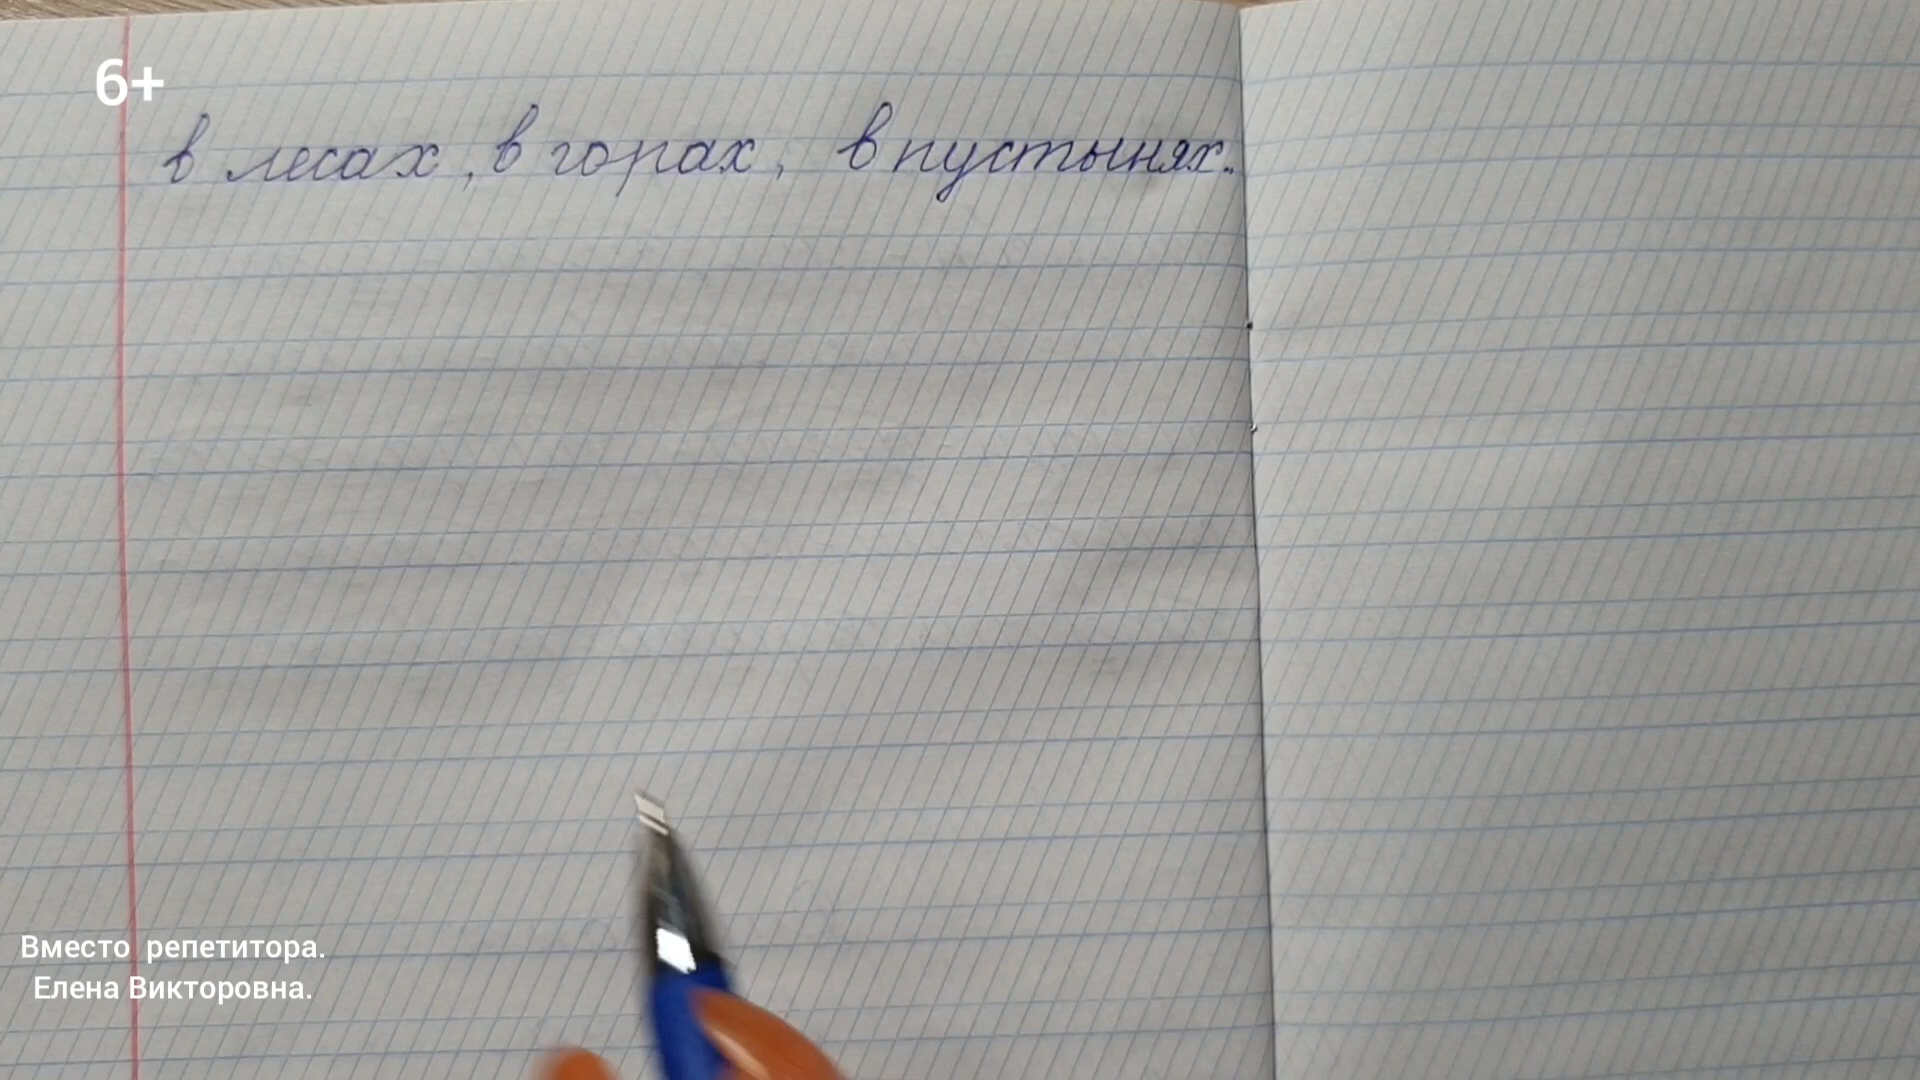 6+
в лесах, в горах, в пустынях.
Вместо репетитора.
Елена Викторовна.